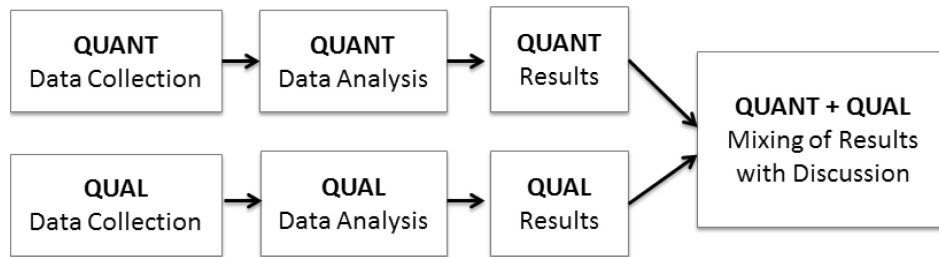 QUANT
Data Collection
QUANT
Data Analysis
QUANT
Results
QUANT + QUAL
Mixing of Results
with Discussion
QUAL
Data Collection
QUAL
Data Analysis
QUAL
Results